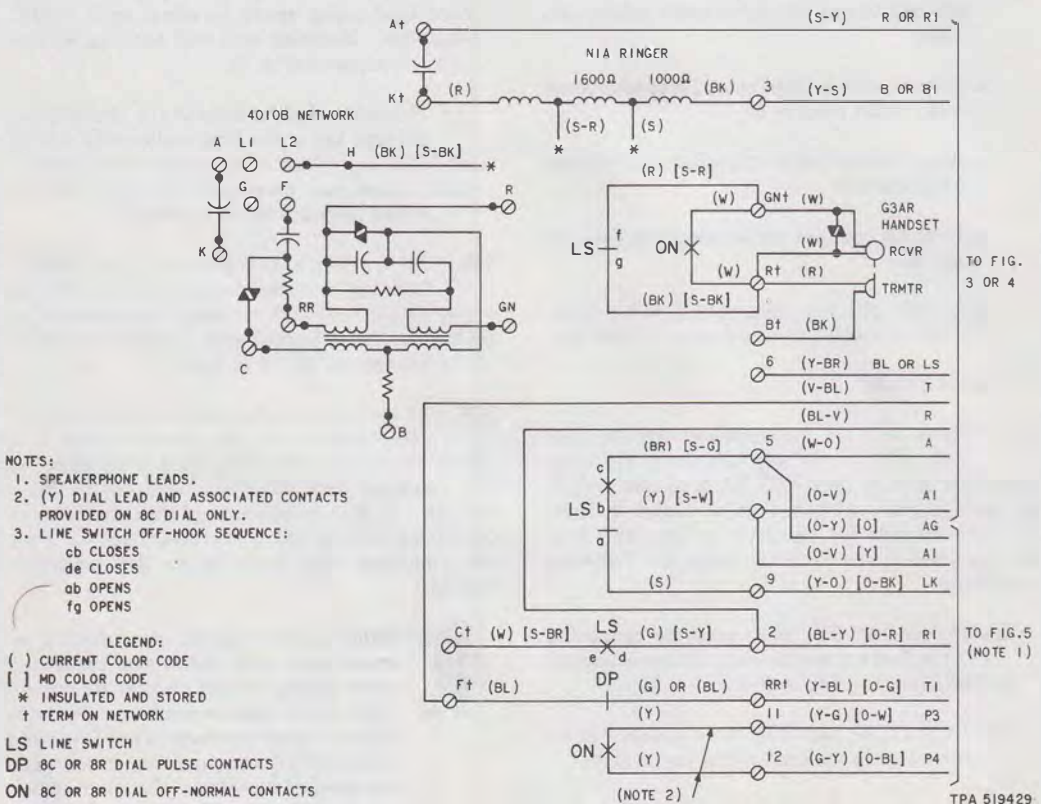 A† (S-Y) R OR R1
N1A RINGER
1600Ω 1000Ω
K† (R) (BK) 3 (Y-S) B OR B1
(S-R) (S)
* *
4010B NETWORK
A L1 L2 H (BK) [S-BK] *
G F R
K
RR GN
C
B
(R) [S-R]
(W) GN† (W)
G3AR
HANDSET
LS f ON (W) RCVR
g
(W) R† (R) TRMTR
(BK) [S-BK]
B† (BK)
TO FIG.
3 OR 4
6 (Y-BR) BL OR LS
(V-BL) T
(BL-V) R
(BR) [S-G] 5 (W-O) A
c
(Y) [S-W] 1 (O-V) A1
LS b
(O-Y) [O] AG
a
(O-V) [Y] A1
(S) 9 (Y-O) [O-BK] LK
C† (W) [S-BR] LS (G) [S-Y] (BL-Y) [O-R] R1
e d
TO FIG.5
(NOTE 1)
F† (BL) DP (G) OR (BL) RR† (Y-BL) [O-G] T1
(Y) 11 (Y-G) [O-W] P3
ON (Y) 12 (G-Y) [O-BL] P4
(NOTE 2)
NOTES:
1. SPEAKERPHONE LEADS.
2. (Y) DIAL LEAD AND ASSOCIATED CONTACTS
PROVIDED ON 8C DIAL ONLY.
3. LINE SWITCH OFF-HOOK SEQUENCE:
cb CLOSES
de CLOSES
ab OPENS
fg OPENS
LEGEND:
( ) CURRENT COLOR CODE
[ ] MD COLOR CODE
* INSULATED AND STORED
† TERM ON NETWORK
LS LINE SWITCH
DP 8C OR 8R DIAL PULSE CONTACTS
ON 8C OR 8R DIAL OFF-NORMAL CONTACTS
TPA 519429